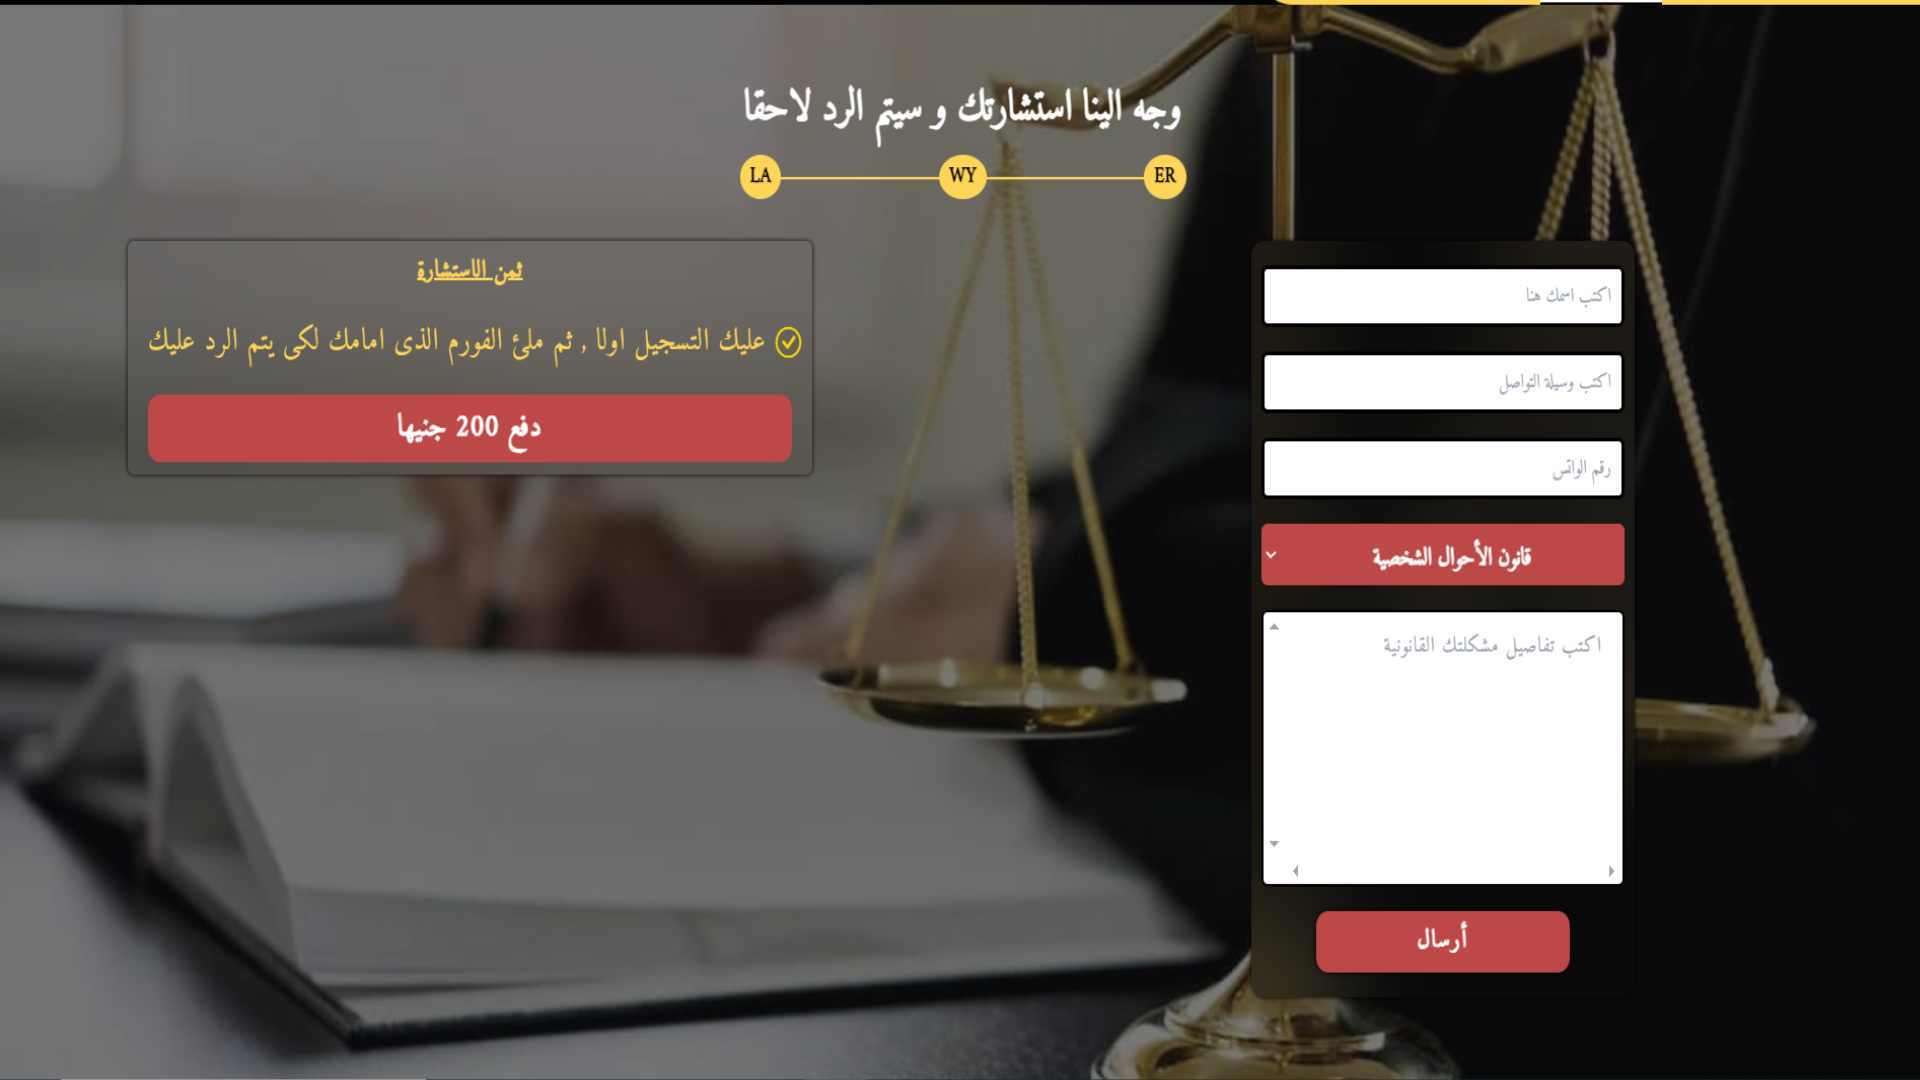 وجه الينا استشارتك و سيتم الرد لاحقا
LA WY ER
اكتب اسمك هنا
اكتب وسيلة التواصل
رقم الواتس
قانون الأحوال الشخصية
اكتب تفاصيل مشكلتك القانونية
أرسال
ثمن الاستشارة
عليك التسجيل اولا , ثم ملئ الفورم الذى امامك لكى يتم الرد عليك
دفع 200 جنيها